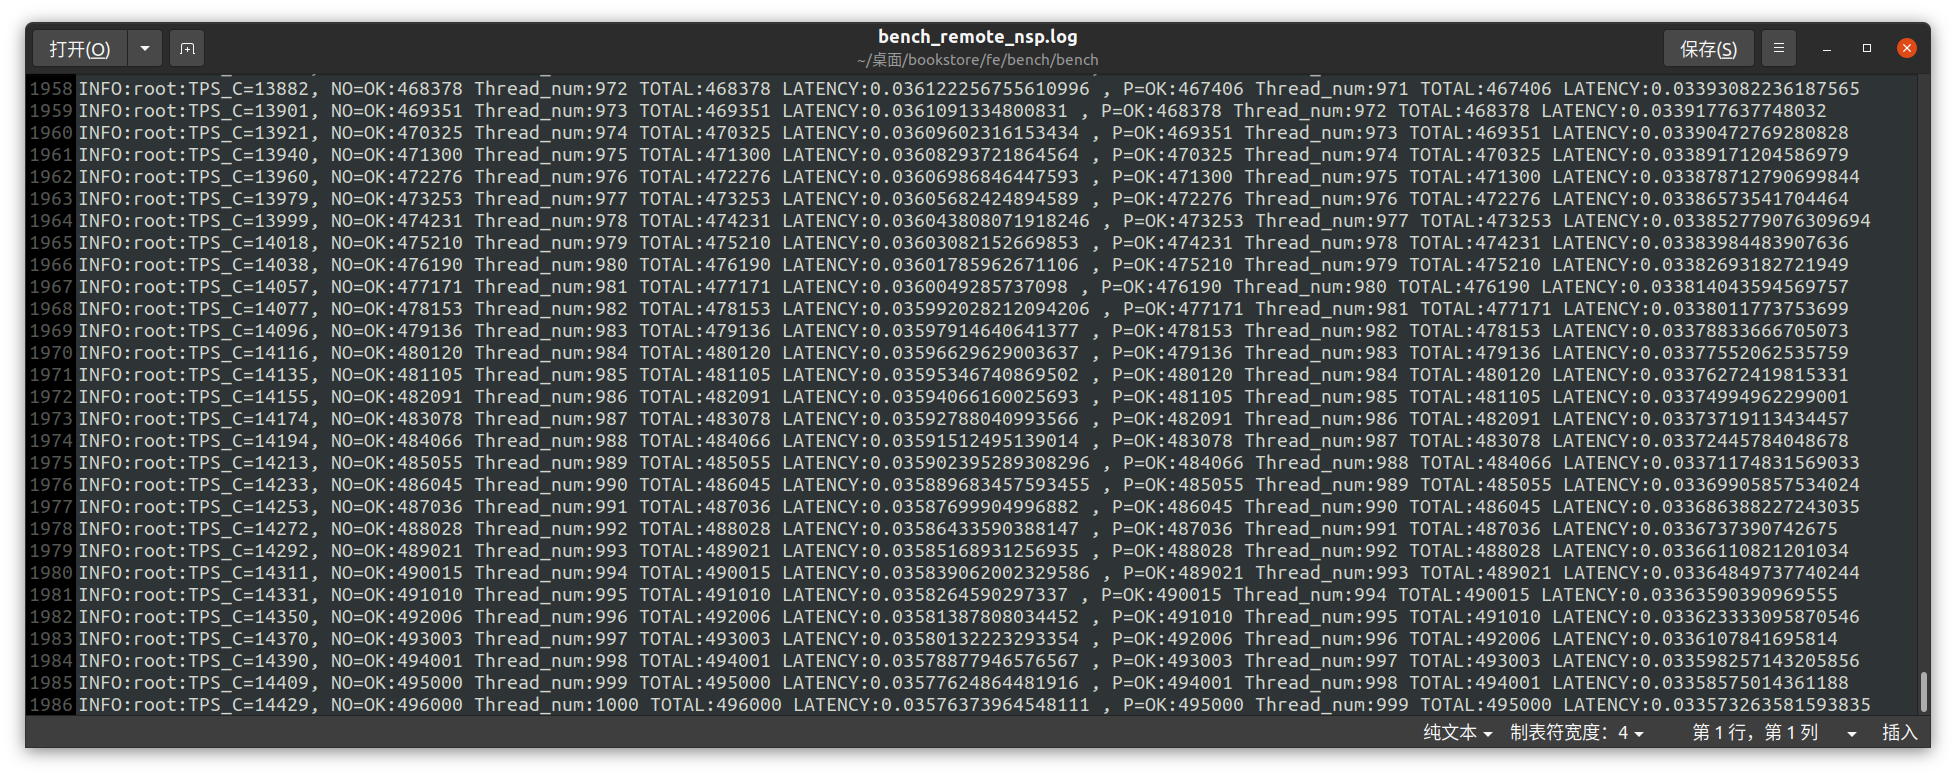 打开(O)
bench_remote_nsp.log
~/桌面/bookstore/fe/bench/bench
保存(S)
1958 INFO:root:TPS_C=13882, NO=OK:468378 Thread_num:972 TOTAL:468378 LATENCY:0.036122256755610996 , P=OK:467406 Thread_num:971 TOTAL:467406 LATENCY:0.03393082236187565
1959 INFO:root:TPS_C=13901, NO=OK:469351 Thread_num:973 TOTAL:469351 LATENCY:0.0361091334800831 , P=OK:468378 Thread_num:972 TOTAL:468378 LATENCY:0.0339177637748032
1960 INFO:root:TPS_C=13921, NO=OK:470325 Thread_num:974 TOTAL:470325 LATENCY:0.03609602316153434 , P=OK:469351 Thread_num:973 TOTAL:469351 LATENCY:0.03390472769280828
1961 INFO:root:TPS_C=13940, NO=OK:471300 Thread_num:975 TOTAL:471300 LATENCY:0.03608293721864564 , P=OK:470325 Thread_num:974 TOTAL:470325 LATENCY:0.03389171204586979
1962 INFO:root:TPS_C=13960, NO=OK:472276 Thread_num:976 TOTAL:472276 LATENCY:0.03606986846447593 , P=OK:471300 Thread_num:975 TOTAL:471300 LATENCY:0.033878712790699844
1963 INFO:root:TPS_C=13979, NO=OK:473253 Thread_num:977 TOTAL:473253 LATENCY:0.03605682424894589 , P=OK:472276 Thread_num:976 TOTAL:472276 LATENCY:0.03386573541704464
1964 INFO:root:TPS_C=13999, NO=OK:474231 Thread_num:978 TOTAL:474231 LATENCY:0.036043808071918246 , P=OK:473253 Thread_num:977 TOTAL:473253 LATENCY:0.033852779076309694
1965 INFO:root:TPS_C=14018, NO=OK:475210 Thread_num:979 TOTAL:475210 LATENCY:0.03603082152669853 , P=OK:474231 Thread_num:978 TOTAL:474231 LATENCY:0.03383984483907636
1966 INFO:root:TPS_C=14038, NO=OK:476190 Thread_num:980 TOTAL:476190 LATENCY:0.03601785962671106 , P=OK:475210 Thread_num:979 TOTAL:475210 LATENCY:0.03382693182721949
1967 INFO:root:TPS_C=14057, NO=OK:477171 Thread_num:981 TOTAL:477171 LATENCY:0.0360049285737098 , P=OK:476190 Thread_num:980 TOTAL:476190 LATENCY:0.033814043594569757
1968 INFO:root:TPS_C=14077, NO=OK:478153 Thread_num:982 TOTAL:478153 LATENCY:0.035992028212094206 , P=OK:477171 Thread_num:981 TOTAL:477171 LATENCY:0.0338011773753699
1969 INFO:root:TPS_C=14096, NO=OK:479136 Thread_num:983 TOTAL:479136 LATENCY:0.03597914640641377 , P=OK:478153 Thread_num:982 TOTAL:478153 LATENCY:0.03378833666705073
1970 INFO:root:TPS_C=14116, NO=OK:480120 Thread_num:984 TOTAL:480120 LATENCY:0.03596629629003637 , P=OK:479136 Thread_num:983 TOTAL:479136 LATENCY:0.03377552062535759
1971 INFO:root:TPS_C=14135, NO=OK:481105 Thread_num:985 TOTAL:481105 LATENCY:0.03595346740869502 , P=OK:480120 Thread_num:984 TOTAL:480120 LATENCY:0.03376272419815331
1972 INFO:root:TPS_C=14155, NO=OK:482091 Thread_num:986 TOTAL:482091 LATENCY:0.03594066160025693 , P=OK:481105 Thread_num:985 TOTAL:481105 LATENCY:0.03374994962299001
1973 INFO:root:TPS_C=14174, NO=OK:483078 Thread_num:987 TOTAL:483078 LATENCY:0.03592788040993566 , P=OK:482091 Thread_num:986 TOTAL:482091 LATENCY:0.03373719113434457
1974 INFO:root:TPS_C=14194, NO=OK:484066 Thread_num:988 TOTAL:484066 LATENCY:0.03591512495139014 , P=OK:483078 Thread_num:987 TOTAL:483078 LATENCY:0.03372445784048678
1975 INFO:root:TPS_C=14213, NO=OK:485055 Thread_num:989 TOTAL:485055 LATENCY:0.035902395289308296 , P=OK:484066 Thread_num:988 TOTAL:484066 LATENCY:0.03371174831569033
1976 INFO:root:TPS_C=14233, NO=OK:486045 Thread_num:990 TOTAL:486045 LATENCY:0.035889683457593455 , P=OK:485055 Thread_num:989 TOTAL:485055 LATENCY:0.03369905857534024
1977 INFO:root:TPS_C=14253, NO=OK:487036 Thread_num:991 TOTAL:487036 LATENCY:0.03587699904996882 , P=OK:486045 Thread_num:990 TOTAL:486045 LATENCY:0.033686388227243035
1978 INFO:root:TPS_C=14272, NO=OK:488028 Thread_num:992 TOTAL:488028 LATENCY:0.03586433590388147 , P=OK:487036 Thread_num:991 TOTAL:487036 LATENCY:0.0336737390742675
1979 INFO:root:TPS_C=14292, NO=OK:489021 Thread_num:993 TOTAL:489021 LATENCY:0.03585168931256935 , P=OK:488028 Thread_num:992 TOTAL:488028 LATENCY:0.03366110821201034
1980 INFO:root:TPS_C=14311, NO=OK:490015 Thread_num:994 TOTAL:490015 LATENCY:0.035839062002329586 , P=OK:489021 Thread_num:993 TOTAL:489021 LATENCY:0.03364849737740244
1981 INFO:root:TPS_C=14331, NO=OK:491010 Thread_num:995 TOTAL:491010 LATENCY:0.0358264590297337 , P=OK:490015 Thread_num:994 TOTAL:490015 LATENCY:0.03363590390969555
1982 INFO:root:TPS_C=14350, NO=OK:492006 Thread_num:996 TOTAL:492006 LATENCY:0.03581387808034452 , P=OK:491010 Thread_num:995 TOTAL:491010 LATENCY:0.033623333095870546
1983 INFO:root:TPS_C=14370, NO=OK:493003 Thread_num:997 TOTAL:493003 LATENCY:0.03580132223293354 , P=OK:492006 Thread_num:996 TOTAL:492006 LATENCY:0.0336107841695814
1984 INFO:root:TPS_C=14390, NO=OK:494001 Thread_num:998 TOTAL:494001 LATENCY:0.03578877946576567 , P=OK:493003 Thread_num:997 TOTAL:493003 LATENCY:0.033598257143205856
1985 INFO:root:TPS_C=14409, NO=OK:495000 Thread_num:999 TOTAL:495000 LATENCY:0.03577624864481916 , P=OK:494001 Thread_num:998 TOTAL:494001 LATENCY:0.03358575014361188
1986 INFO:root:TPS_C=14429, NO=OK:496000 Thread_num:1000 TOTAL:496000 LATENCY:0.03576373964548111 , P=OK:495000 Thread_num:999 TOTAL:495000 LATENCY:0.033573263581593835
纯文本 制表符宽度：4 第 1 行，第 1 列 插入